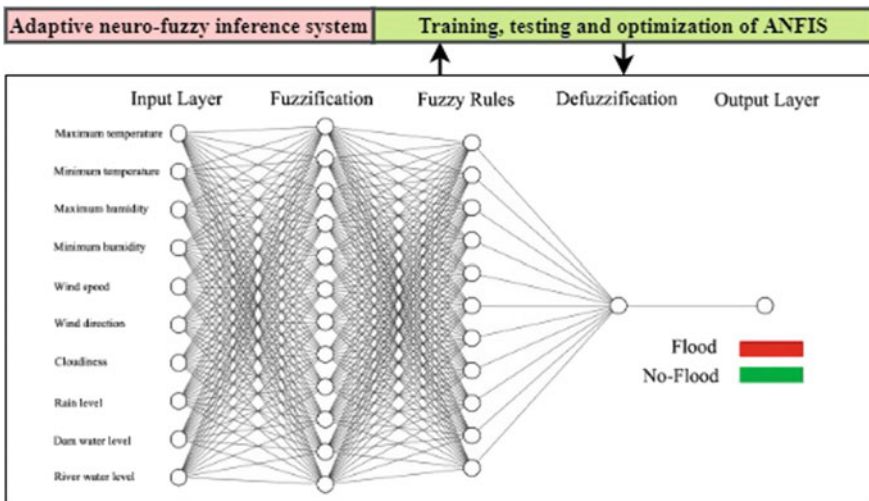 Adaptive neuro-fuzzy inference system
Training, testing and optimization of ANFIS
Input Layer
Fuzzification
Fuzzy Rules
Defuzzification
Output Layer
Maximum temperature
Minimum temperature
Maximum humidity
Minimum humidity
Wind speed
Wind direction
Cloudiness
Rain level
Dam water level
River water level
Flood
No-Flood